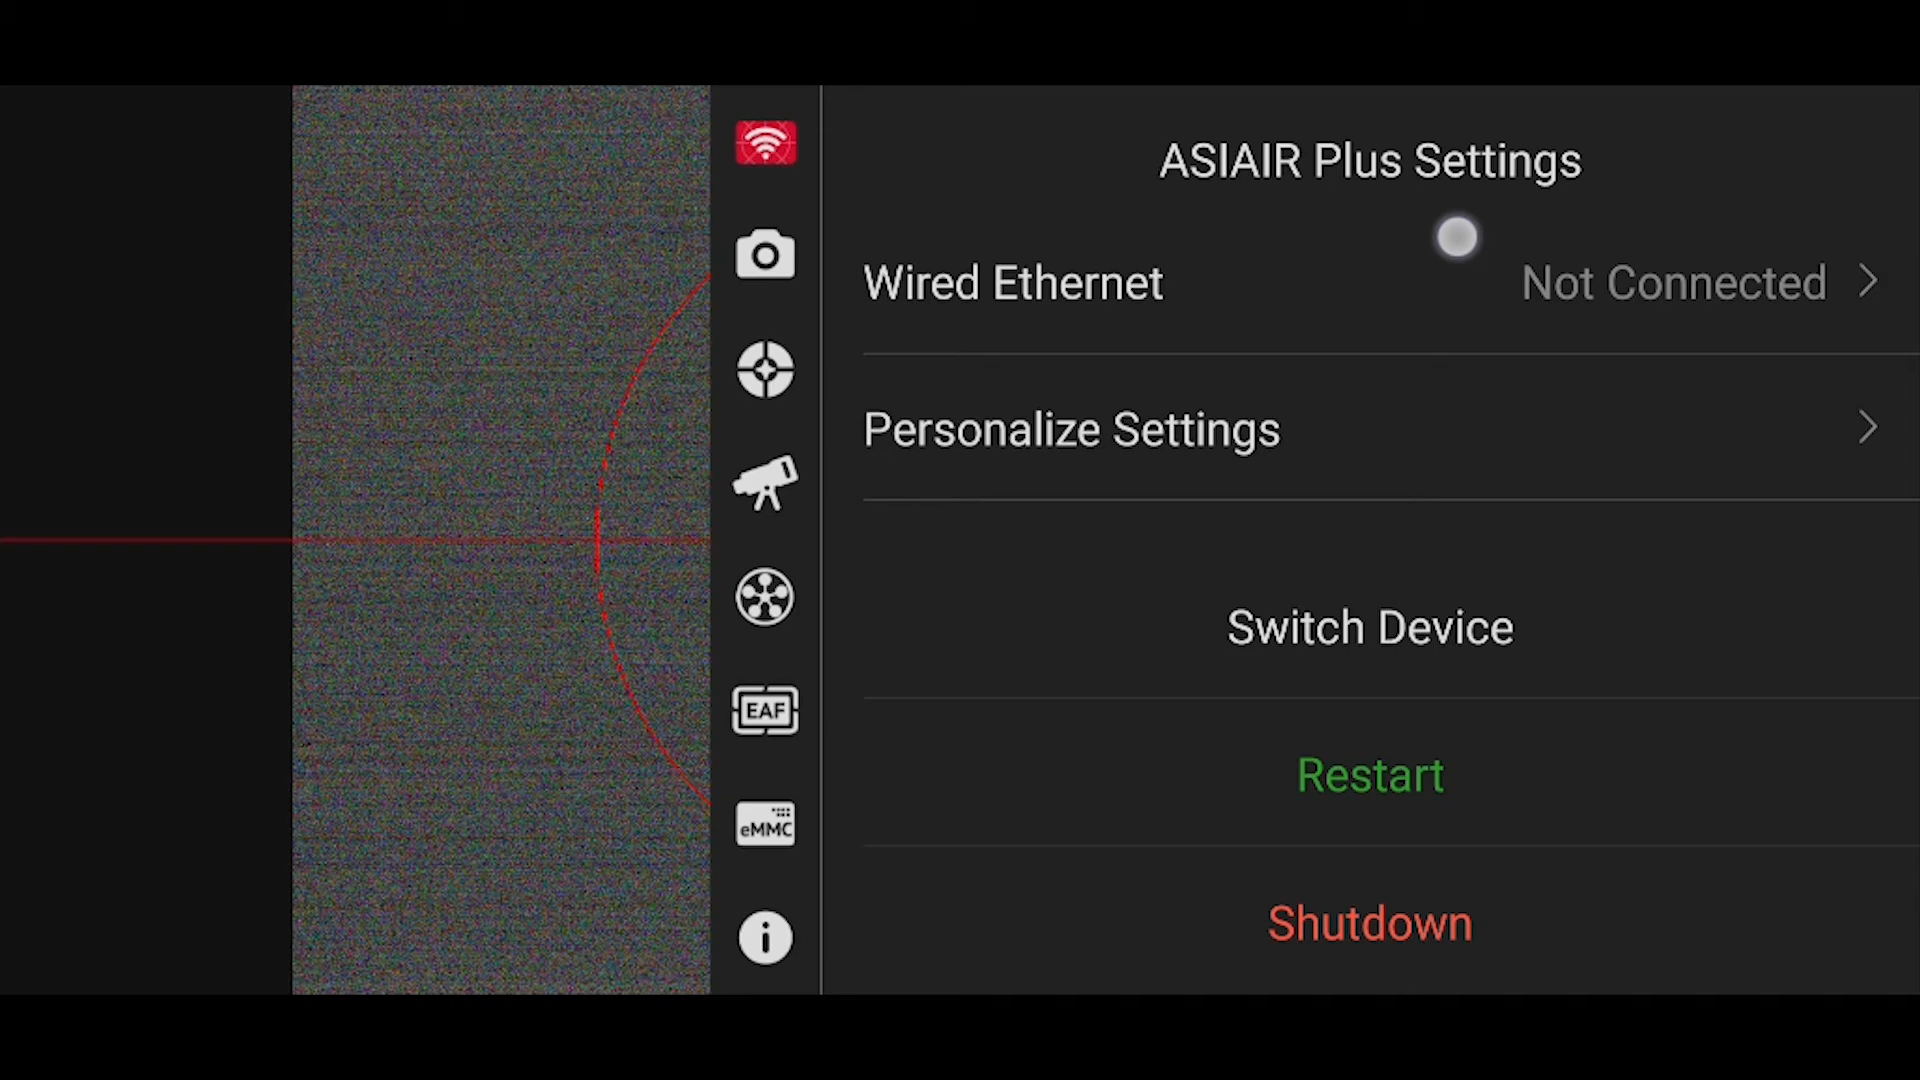 ASIAIR Plus Settings
Wired Ethernet
Not Connected
Personalize Settings
Switch Device
Restart
EAF
eMMC
Shutdown